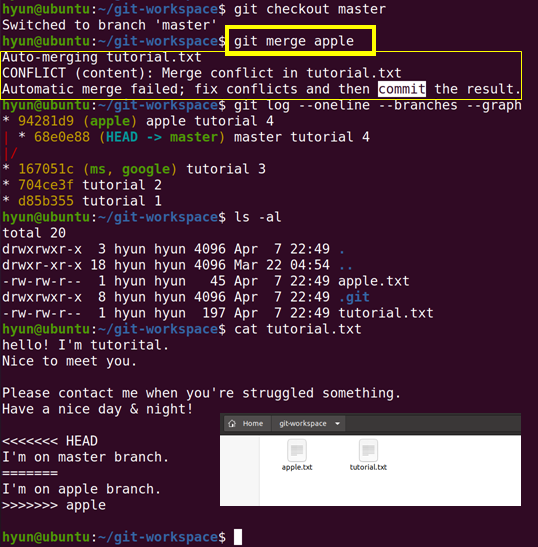 hyun@ubuntu:~/git-workspace$ git checkout master
Switched to branch 'master'
hyun@ubuntu:~/git-workspace$ git merge apple
Auto-merging tutorial.txt
CONFLICT (content): Merge conflict in tutorial.txt
Automatic merge failed; fix conflicts and then commit the result.
hyun@ubuntu:~/git-workspace$ git log --oneline --branches --graph
* 94281d9 (apple) apple tutorial 4
| * 68e0e88 (HEAD -> master) master tutorial 4
|/
* 167051c (ms, google) tutorial 3
* 704ce3f tutorial 2
* d85b355 tutorial 1
hyun@ubuntu:~/git-workspace$ ls -al
total 20
drwxrwxr-x 3 hyun hyun 4096 Apr 7 22:49 .
drwxr-xr-x 18 hyun hyun 4096 Mar 22 04:54 ..
-rw-rw-r-- 1 hyun hyun 45 Apr 7 22:49 apple.txt
drwxrwxr-x 8 hyun hyun 4096 Apr 7 22:49 .git
-rw-rw-r-- 1 hyun hyun 197 Apr 7 22:49 tutorial.txt
hyun@ubuntu:~/git-workspace$ cat tutorial.txt
hello! I'm tutorital.
Nice to meet you.
Please contact me when you're struggled something.
Have a nice day & night!
<<<<<<< HEAD
I'm on master branch.
=======
I'm on apple branch.
>>>>>>> apple
hyun@ubuntu:~/git-workspace$
Home git-workspace
apple.txt tutorial.txt